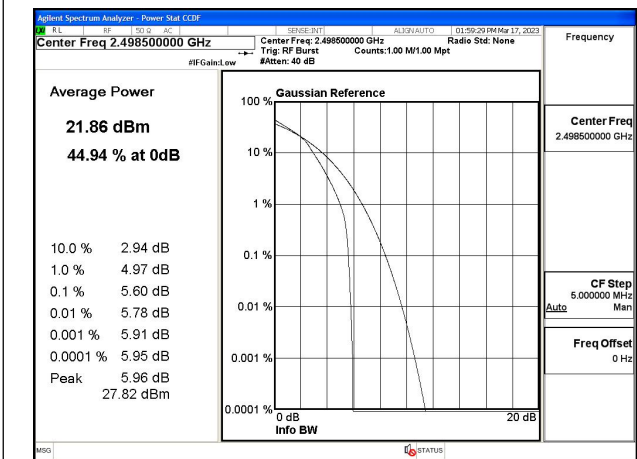 Agilent Spectrum Analyzer - Power Stat CCDF
RL RF 50 Ω AC SENSE:INT ALIGNAUTO 01:59:29 PM Mar 17, 2023
Center Freq 2.498500000 GHz
Center Freq: 2.498500000 GHz Radio Std: None
Trig: RF Burst Counts:1.00 M/1.00 Mpt
#IFGain:Low #Atten: 40 dB
Frequency
Average Power
21.86 dBm
44.94 % at 0dB
10.0 % 2.94 dB
1.0 % 4.97 dB
0.1 % 5.60 dB
0.01 % 5.78 dB
0.001 % 5.91 dB
0.0001 % 5.95 dB
Peak 5.96 dB
27.82 dBm
Gaussian Reference
100 %
10 %
1 %
0.1 %
0.01 %
0.001 %
0.0001 %
0 dB 20 dB
Info BW
Center Freq
2.498500000 GHz
CF Step
5.000000 MHz
Auto Man
Freq Offset
0 Hz
MSG STATUS